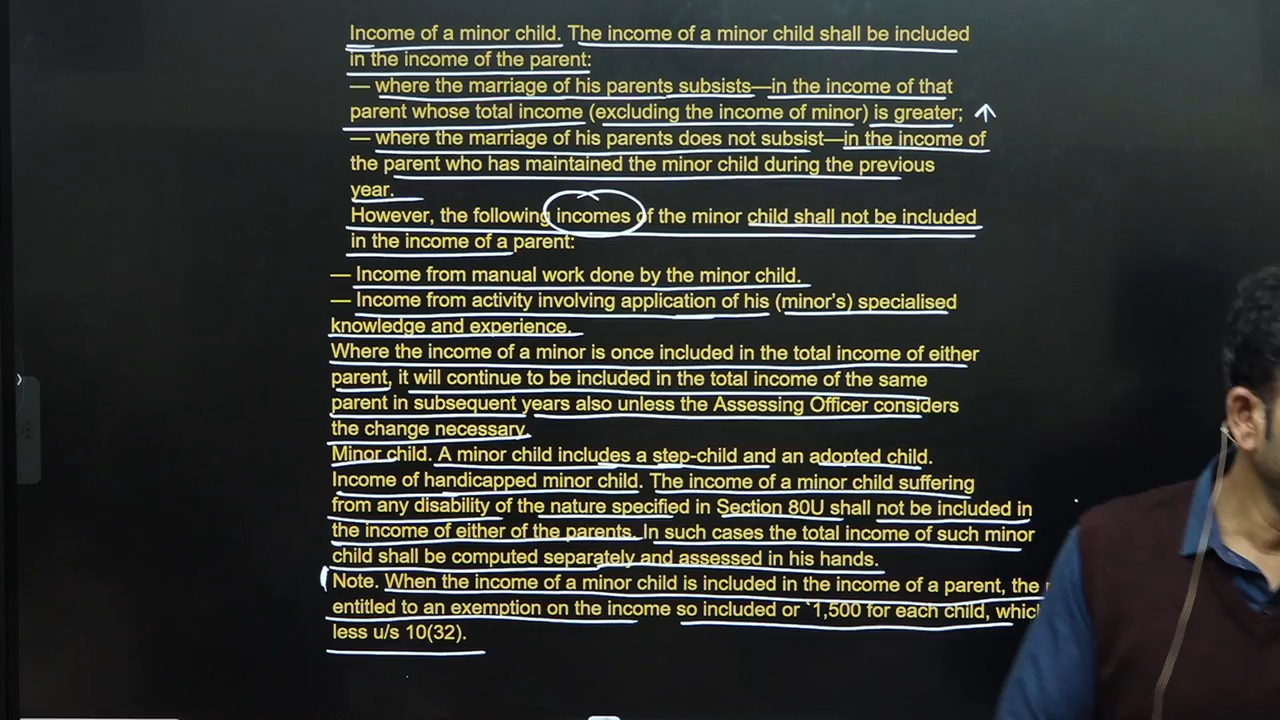 Income of a minor child. The income of a minor child shall be included
in the income of the parent:
— where the marriage of his parents subsists—in the income of that
parent whose total income (excluding the income of minor) is greater;
— where the marriage of his parents does not subsist—in the income of
the parent who has maintained the minor child during the previous
year.
However, the following incomes of the minor child shall not be included
in the income of a parent:
— Income from manual work done by the minor child.
— Income from activity involving application of his (minor's) specialised
knowledge and experience.
Where the income of a minor is once included in the total income of either
parent, it will continue to be included in the total income of the same
parent in subsequent years also unless the Assessing Officer considers
the change necessary.
Minor child. A minor child includes a step-child and an adopted child.
Income of handicapped minor child. The income of a minor child suffering
from any disability of the nature specified in Section 80U shall not be included in
the income of either of the parents. In such cases the total income of such minor
child shall be computed separately and assessed in his hands.
Note. When the income of a minor child is included in the income of a parent, the
entitled to an exemption on the income so included or `1,500 for each child,
less u/s 10(32).